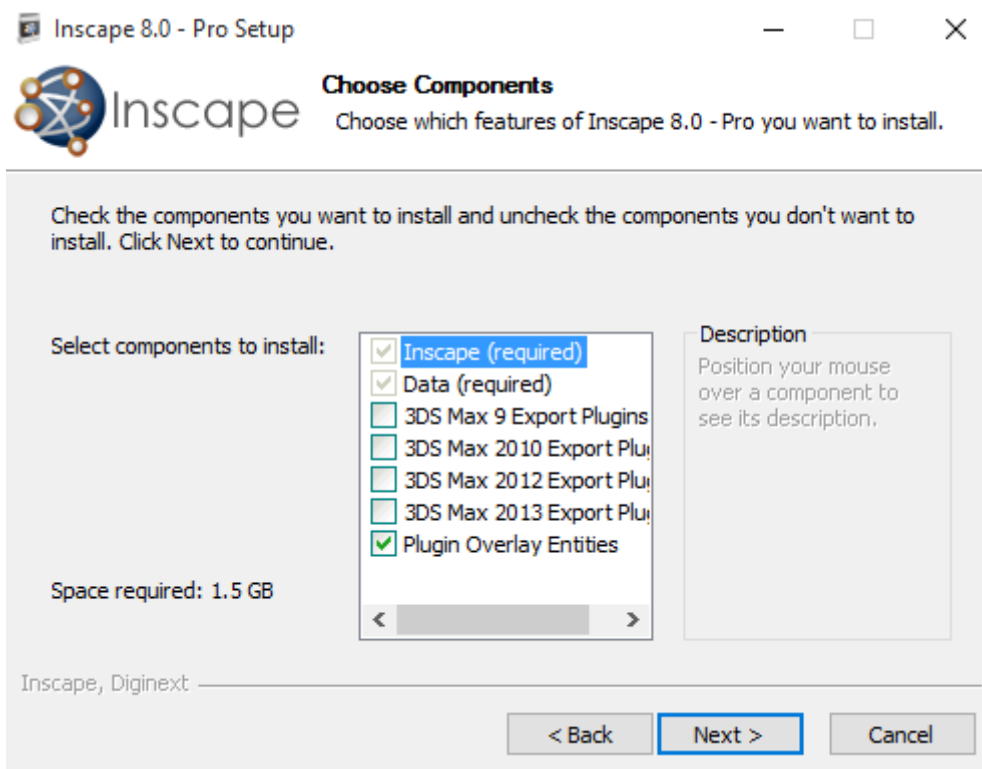 Inscape 8.0 - Pro Setup
Inscape
Choose Components
Choose which features of Inscape 8.0 - Pro you want to install.
Check the components you want to install and uncheck the components you don't want to
install. Click Next to continue.
Select components to install:
Inscape (required)
Data (required)
3DS Max 9 Export Plugins
3DS Max 2010 Export Plu
3DS Max 2012 Export Plu
3DS Max 2013 Export Plu
Plugin Overlay Entities
Description
Position your mouse
over a component to
see its description.
Space required: 1.5 GB
Inscape, Diginext
< Back
Next >
Cancel